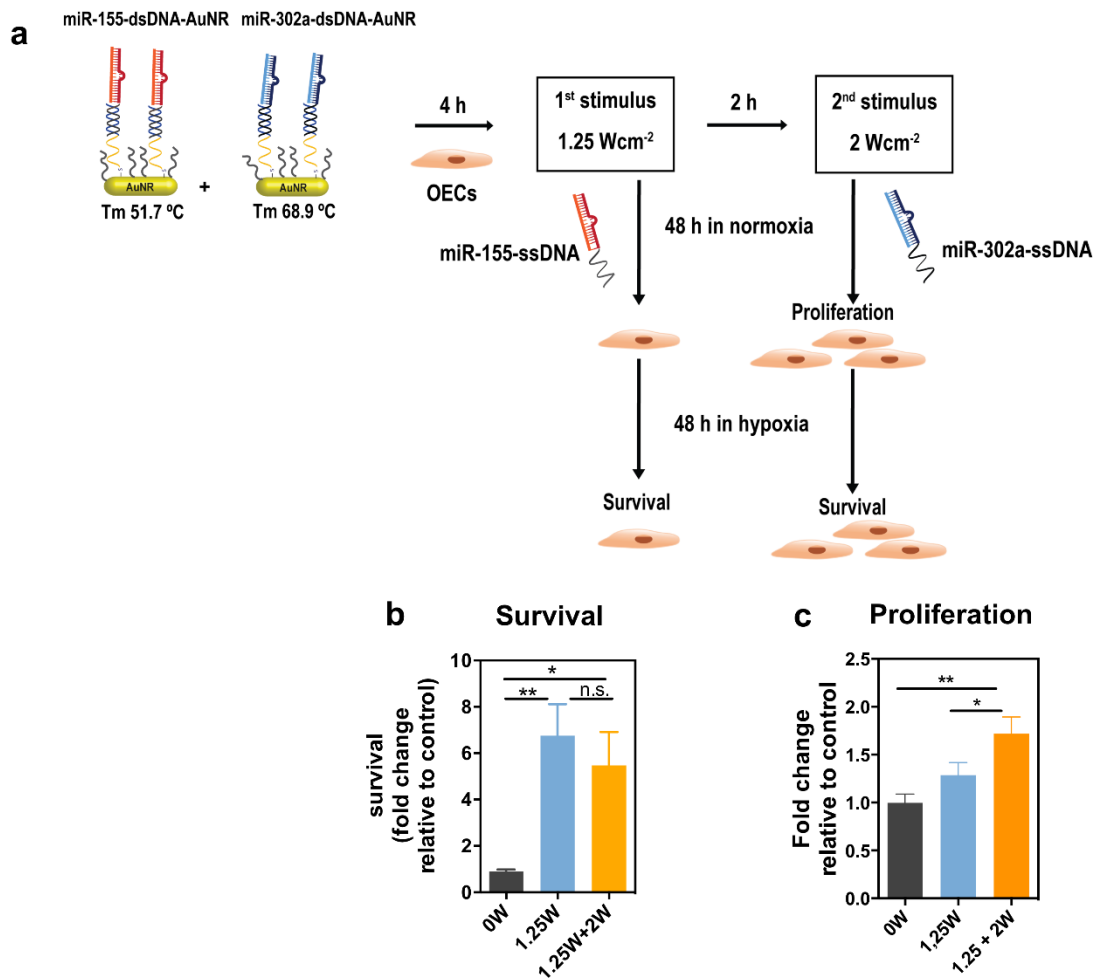 miR-155-dsDNA-AuNR miR-302a-dsDNA-AuNR
a
AuNR
AuNR
+
Tm 51.7 ºC
Tm 68.9 ºC
4 h
OECs
1st stimulus
1.25 Wcm-2
2 h
2nd stimulus
2 Wcm-2
miR-155-ssDNA
48 h in normoxia
miR-302a-ssDNA
Proliferation
48 h in hypoxia
Survival
Survival
b
Survival
survival
(fold change
relative to control)
10
8
6
4
2
0
*
**
n.s.
0W
1.25W
1.25W+2W
c
Proliferation
Fold change
relative to control
2.5
2.0
1.5
1.0
0.5
0.0
**
*
0W
1,25W
1.25 + 2W